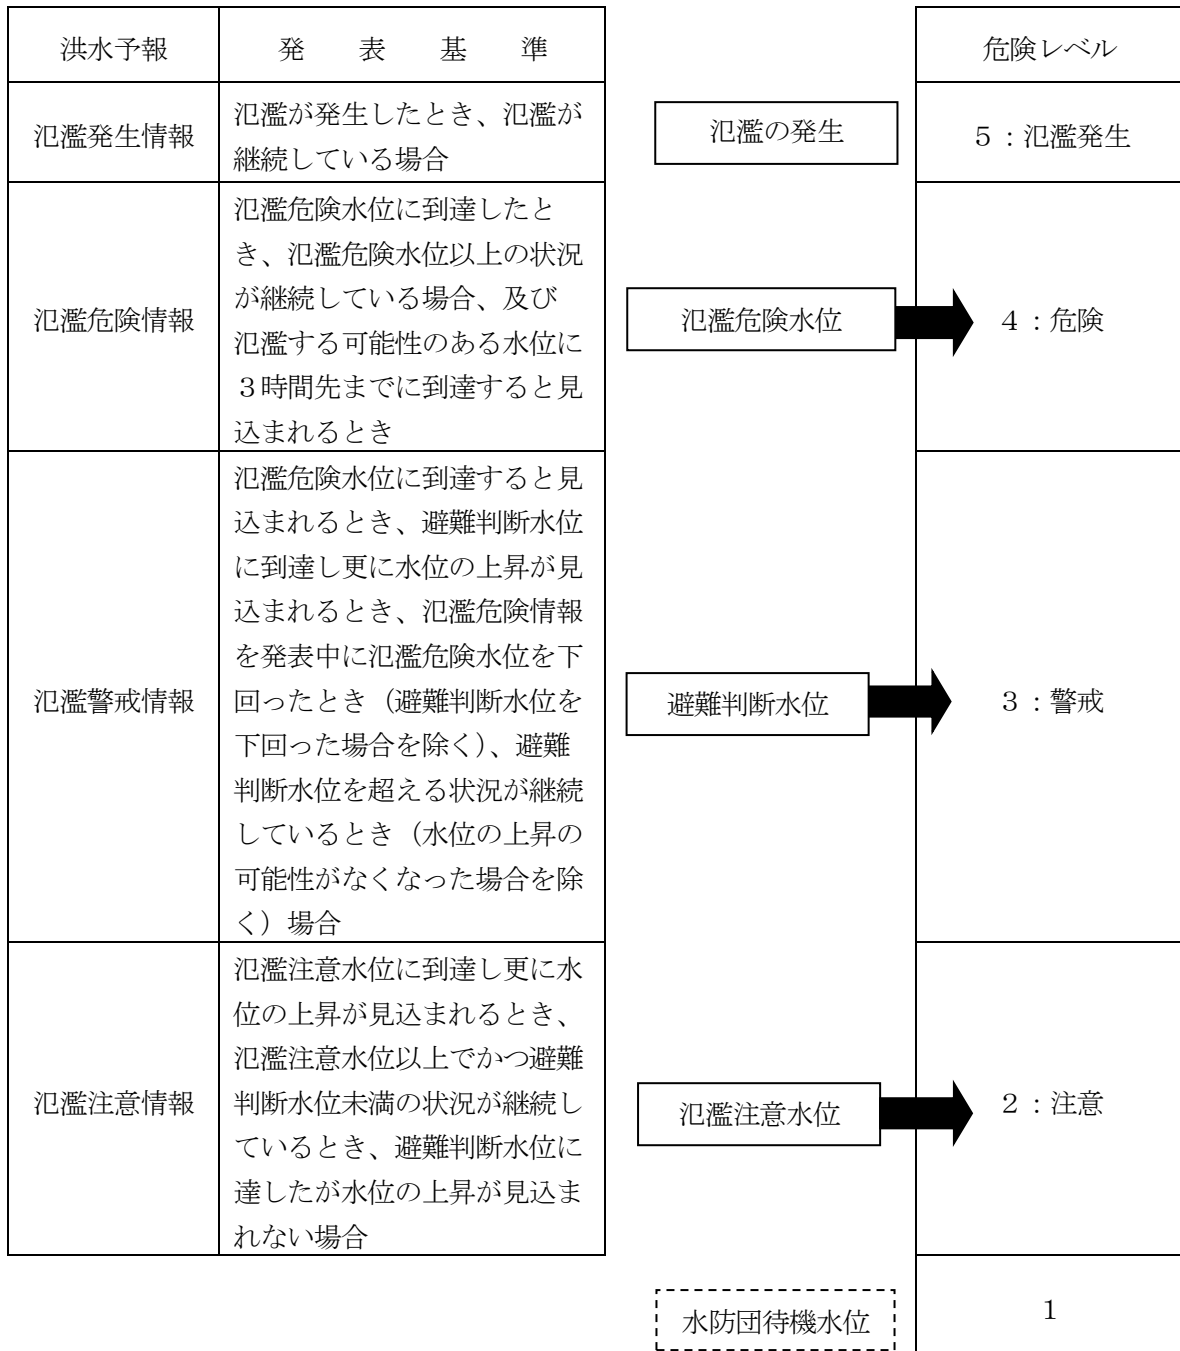 洪水予報
発　表　基　準
危険レベル
氾濫発生情報
氾濫が発生したとき、氾濫が
継続している場合
氾濫の発生
５：氾濫発生
氾濫危険情報
氾濫危険水位に到達したと
き、氾濫危険水位以上の状況
が継続している場合、及び
氾濫する可能性のある水位に
３時間先までに到達すると見
込まれるとき
氾濫危険水位
４：危険
氾濫警戒情報
氾濫危険水位に到達すると見
込まれるとき、避難判断水位
に到達し更に水位の上昇が見
込まれるとき、氾濫危険情報
を発表中に氾濫危険水位を下
回ったとき（避難判断水位を
下回った場合を除く）、避難
判断水位を超える状況が継続
しているとき（水位の上昇の
可能性がなくなった場合を除
く）場合
避難判断水位
３：警戒
氾濫注意情報
氾濫注意水位に到達し更に水
位の上昇が見込まれるとき、
氾濫注意水位以上でかつ避難
判断水位未満の状況が継続し
ているとき、避難判断水位に
達したが水位の上昇が見込ま
れない場合
氾濫注意水位
２：注意
水防団待機水位
１